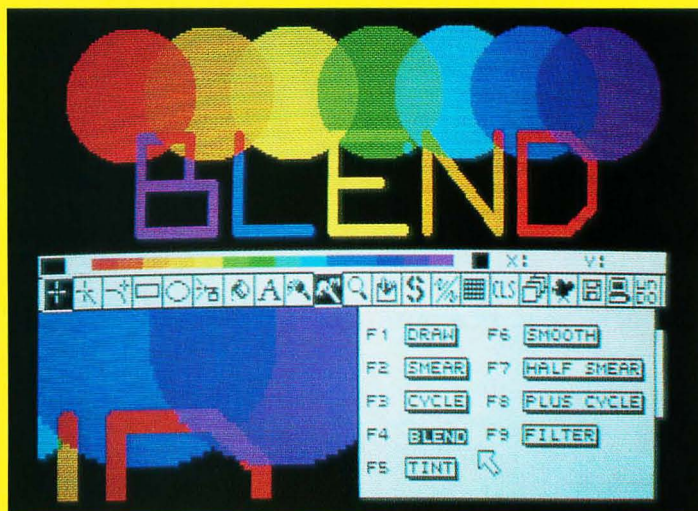 BLEND
X: Y:
A $ % CLS UNDO
F1 DRAW F6 SMOOTH
F2 SMEAR F7 HALF SMEAR
F3 CYCLE F8 PLUS CYCLE
F4 BLEND F9 FILTER
F5 TINT